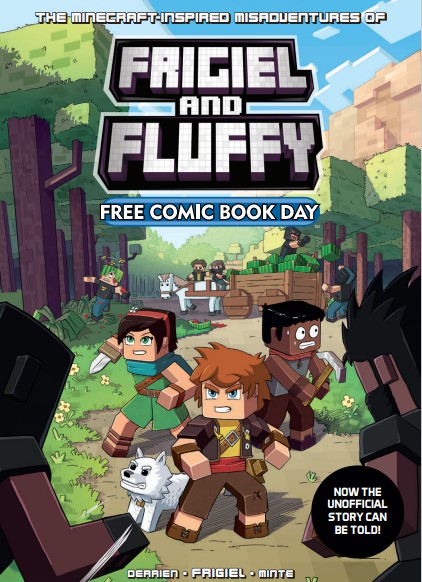 THE MINECRAFT-INSPIRED MISADVENTURES OF
FRIGIEL
AND
FLUFFY
FREE COMIC BOOK DAY
NOW THE
UNOFFICIAL
STORY CAN
BE TOLD!
DERRIEN • FRIGIEL • MINTE